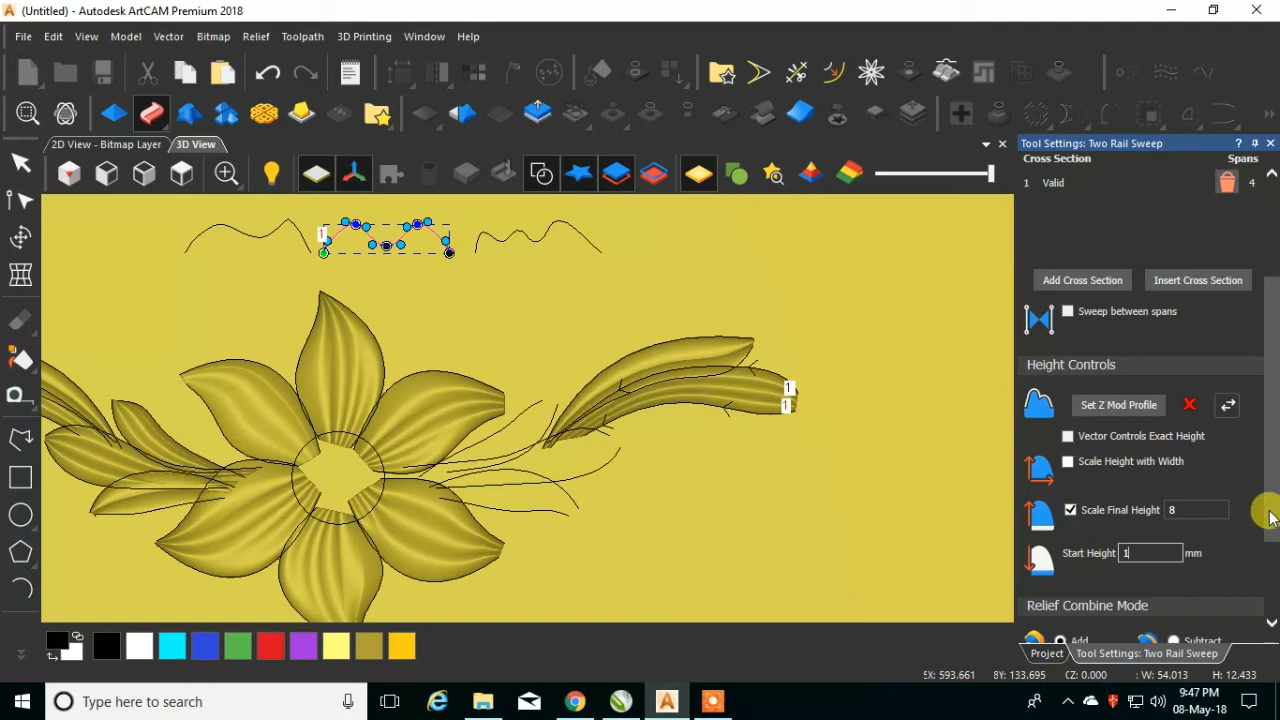 (Untitled) - Autodesk ArtCAM Premium 2018
File Edit View Model Vector Bitmap Relief Toolpath 3D Printing Window Help
2D View - Bitmap Layer 3D View
Tool Settings: Two Rail Sweep
Cross Section Spans
1 Valid 4
Add Cross Section Insert Cross Section
Sweep between spans
Height Controls
Set Z Mod Profile
Vector Controls Exact Height
Scale Height with Width
Scale Final Height 8
Start Height 1 mm
Relief Combine Mode
Add Subtract
1
1
1
Project Tool Settings: Two Rail Sweep
X: 593.661 Y: 133.695 Z: 0.000 W: 54.013 H: 12.433
Type here to search
9:47 PM
08-May-18